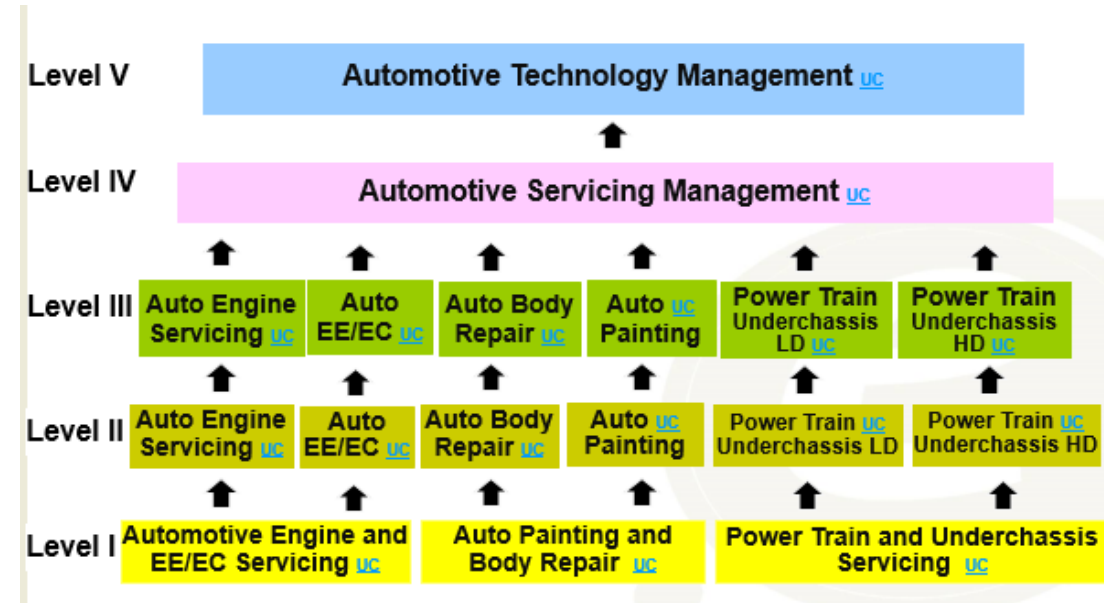 Level V
Automotive Technology Management UC
Level IV
Automotive Servicing Management UC
Level III
Auto Engine
Servicing UC
Auto
EE/EC UC
Auto Body
Repair UC
Auto UC
Painting
Power Train
Underchassis
LD UC
Power Train
Underchassis
HD UC
Level II
Auto Engine
Servicing UC
Auto
EE/EC UC
Auto Body
Repair UC
Auto UC
Painting
Power Train UC
Underchassis LD
Power Train UC
Underchassis HD
Level I
Automotive Engine and
EE/EC Servicing UC
Auto Painting and
Body Repair UC
Power Train and Underchassis
Servicing UC